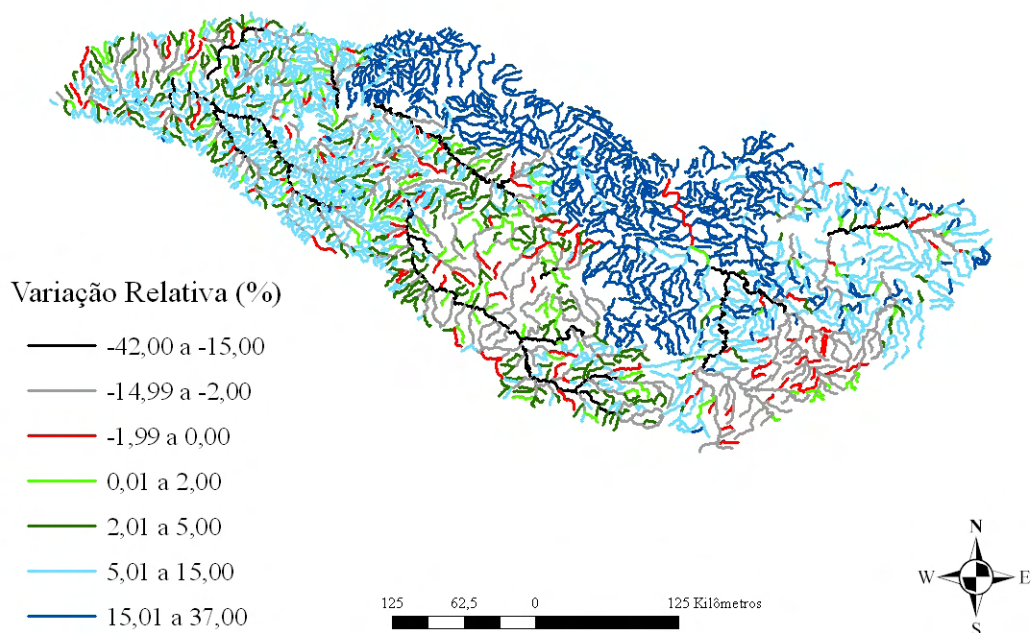 Variação Relativa (%)
-42,00 a -15,00
-14,99 a -2,00
-1,99 a 0,00
0,01 a 2,00
2,01 a 5,00
5,01 a 15,00
15,01 a 37,00
125 62,5 0 125 Kilômetros
N
W E
S